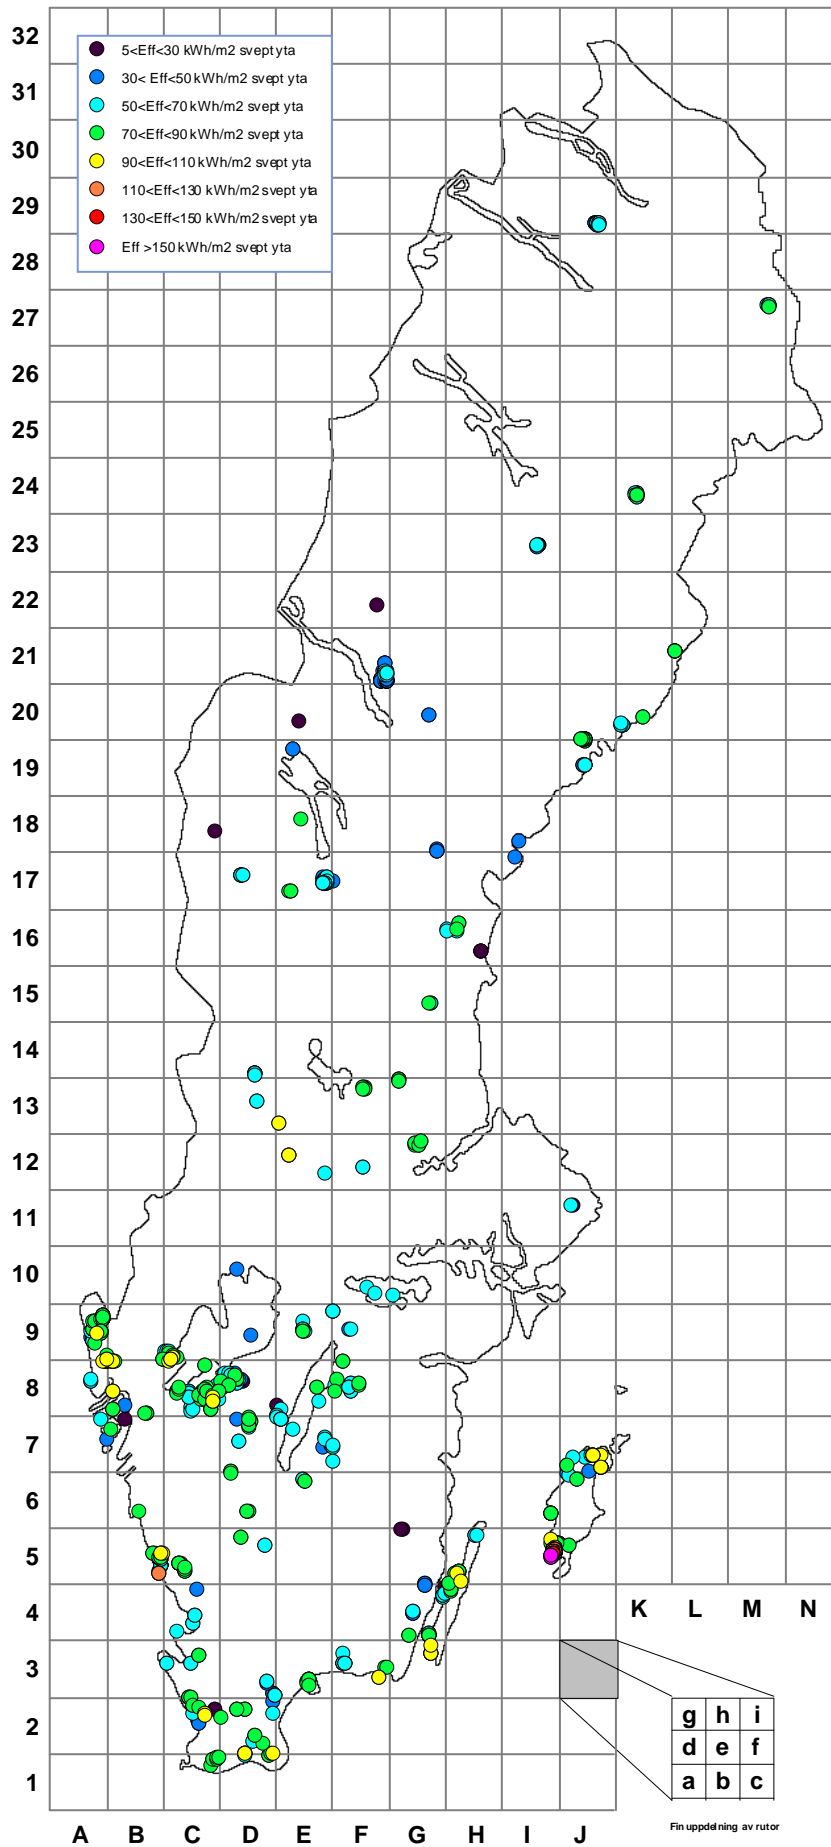 32
31
30
29
28
27
26
25
24
23
22
21
20
19
18
17
16
15
14
13
12
11
10
9
8
7
6
5
4
3
2
1
5<Eff<30 kWh/m2 svept yta
30< Eff<50 kWh/m2 svept yta
50<Eff<70 kWh/m2 svept yta
70<Eff<90 kWh/m2 svept yta
90<Eff<110 kWh/m2 svept yta
110<Eff<130 kWh/m2 svept yta
130<Eff<150 kWh/m2 svept yta
Eff >150 kWh/m2 svept yta
K L M N
g h i
d e f
a b c
Fin uppdelning av rutor
A B C D E F G H I J